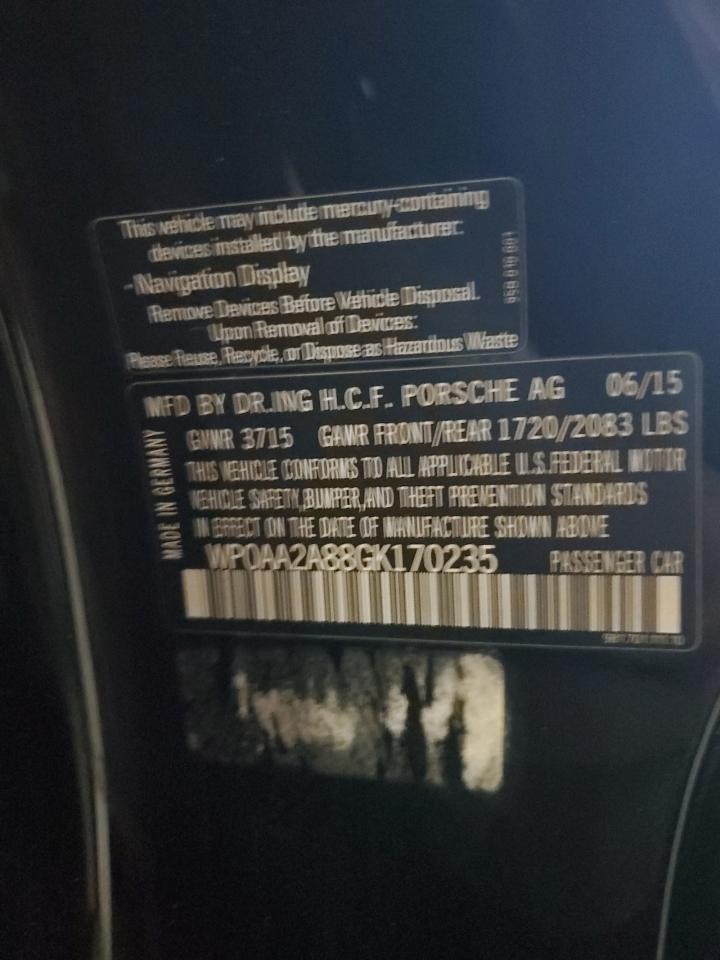 This vehicle may include mercury-containing
devices installed by the manufacturer:
-Navigation Display
Remove Devices Before Vehicle Disposal.
Upon Removal of Devices:
Please Reuse, Recycle, or Dispose as Hazardous Waste
MFD BY DR.ING H.C.F. PORSCHE AG 06/15
GVWR 3715 GAWR FRONT/REAR 1720/2083 LBS
THIS VEHICLE CONFORMS TO ALL APPLICABLE U.S.FEDERAL MOTOR
VEHICLE SAFETY,BUMPER,AND THEFT PREVENTION STANDARDS
IN EFFECT ON THE DATE OF MANUFACTURE SHOWN ABOVE
WP0AA2A88GK170235 PASSENGER CAR
MADE IN GERMANY